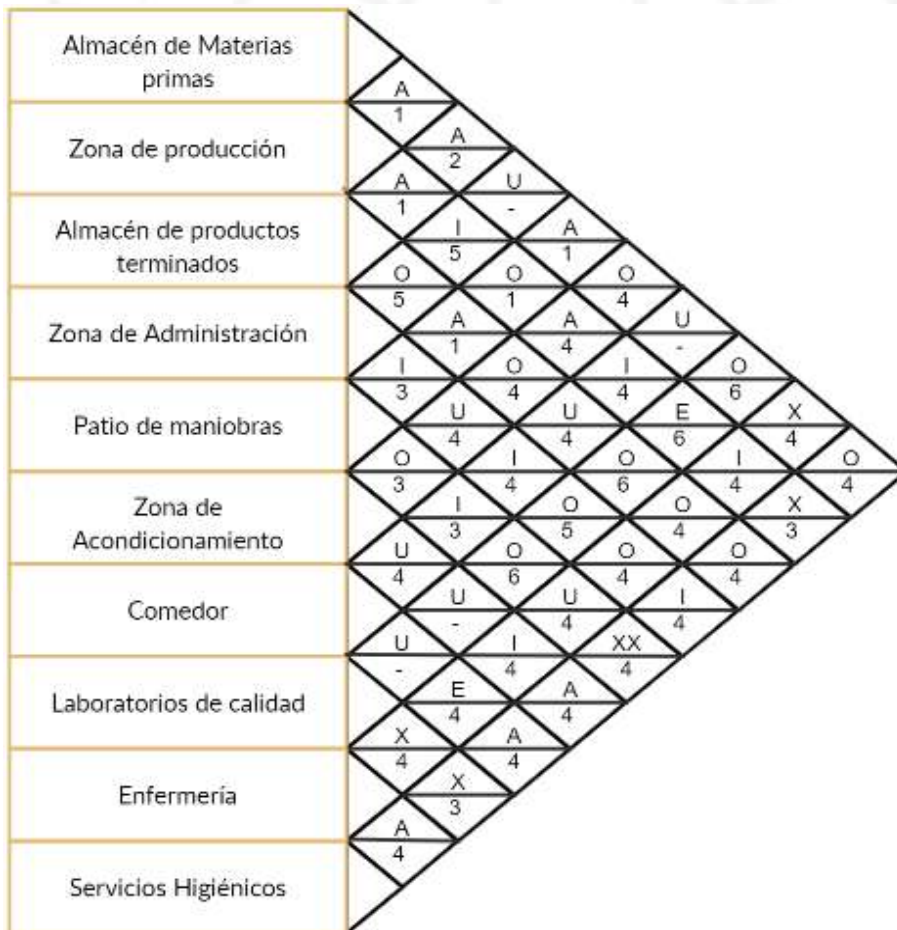 Almacén de Materias
primas
Zona de producción
Almacén de productos
terminados
Zona de Administración
Patio de maniobras
Zona de
Acondicionamiento
Comedor
Laboratorios de calidad
Enfermería
Servicios Higiénicos
A
1
A
2
A U
1 -
I A
5 1
O O O
5 1 4
A A U
1 4 -
I O I O
3 4 4 6
U U E X
4 4 6 4
O I O I O
3 4 6 4 4
I O O X
3 5 4 3
U O O O
4 6 4 4
U U I
- 4 4
U I XX
- 4 4
E A
4 4
X A
4 4
X
3
A
4